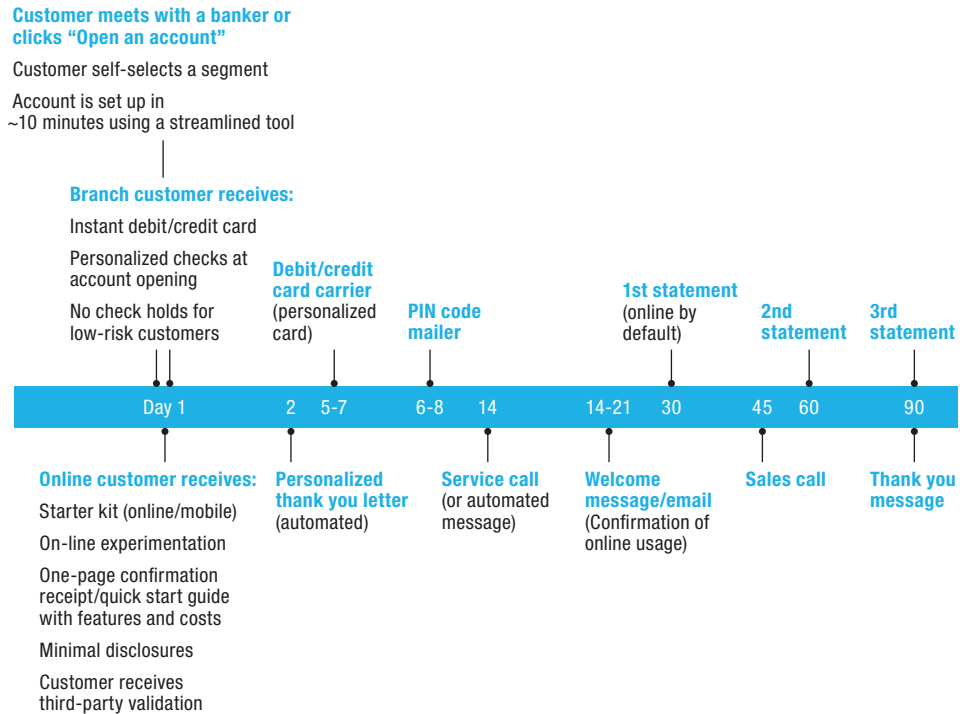 Customer meets with a banker or
clicks “Open an account”
Customer self-selects a segment
Account is set up in
~10 minutes using a streamlined tool
Branch customer receives:
Instant debit/credit card
Personalized checks at
account opening
No check holds for
low-risk customers
Debit/credit
card carrier
(personalized
card)
PIN code
mailer
1st statement
(online by
default)
2nd
statement
3rd
statement
Day 1 2 5-7 6-8 14 14-21 30 45 60 90
Online customer receives:
Starter kit (online/mobile)
On-line experimentation
One-page confirmation
receipt/quick start guide
with features and costs
Minimal disclosures
Customer receives
third-party validation
Personalized
thank you letter
(automated)
Service call
(or automated
message)
Welcome
message/email
(Confirmation of
online usage)
Sales call
Thank you
message